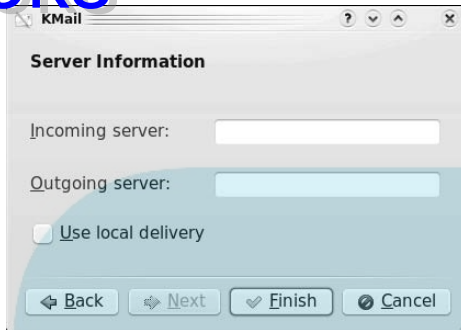 KMail
Server Information
Incoming server:
Outgoing server:
Use local delivery
Back Next Finish Cancel